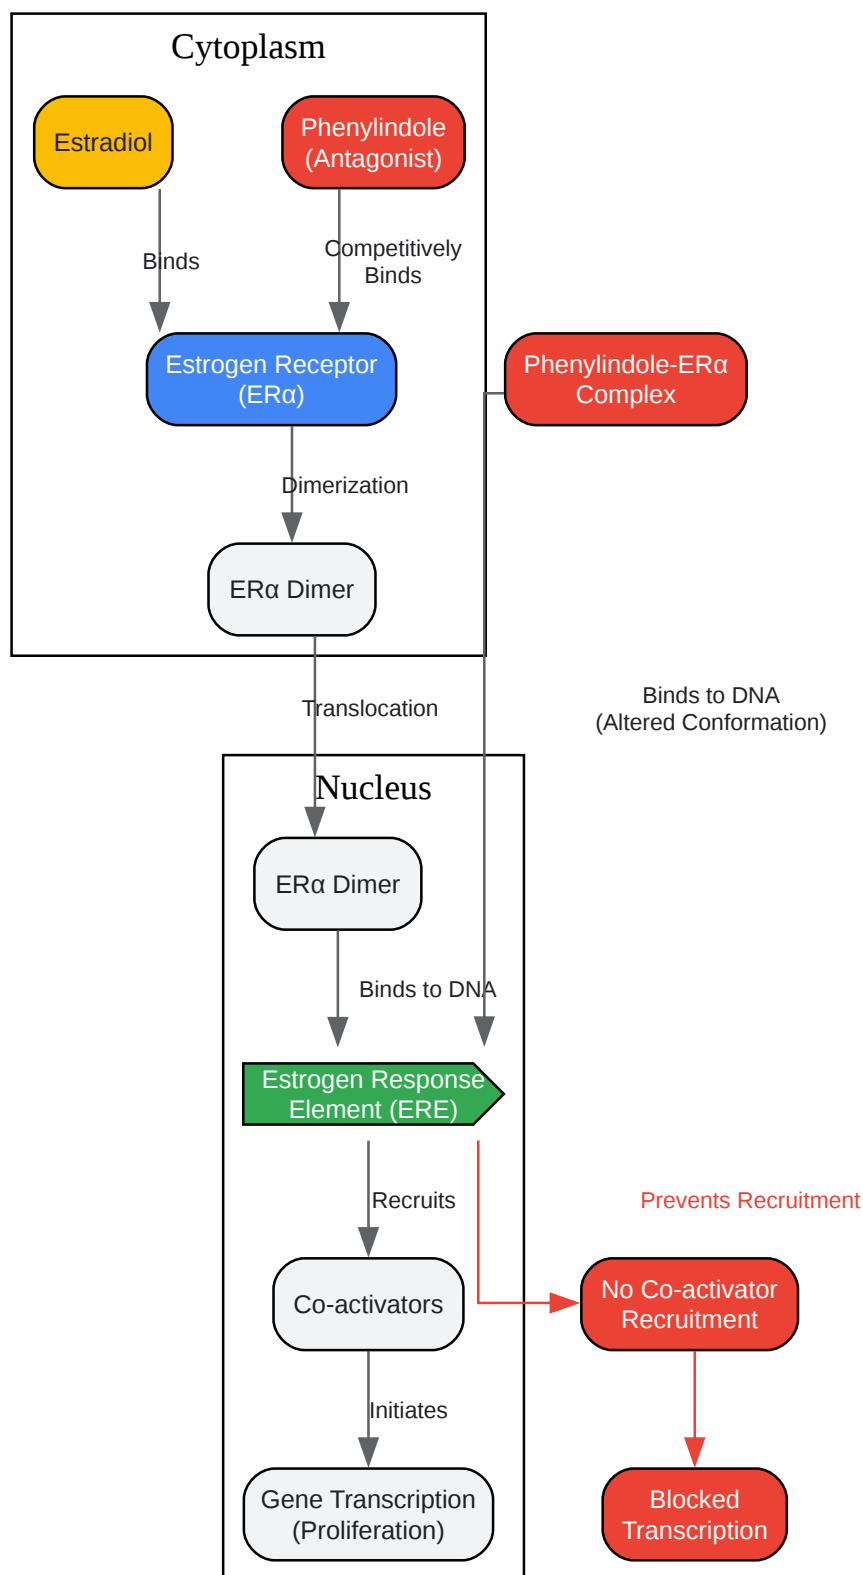 Cytoplasm
Estradiol
Phenylindole
(Antagonist)
Binds
Competitively
Binds
Estrogen Receptor
(ERα)
Phenylindole-ERα
Complex
Dimerization
ERα Dimer
Translocation
Binds to DNA
(Altered Conformation)
Nucleus
ERα Dimer
Binds to DNA
Estrogen Response
Element (ERE)
Recruits
Prevents Recruitment
Co-activators
No Co-activator
Recruitment
Initiates
Gene Transcription
(Proliferation)
Blocked
Transcription